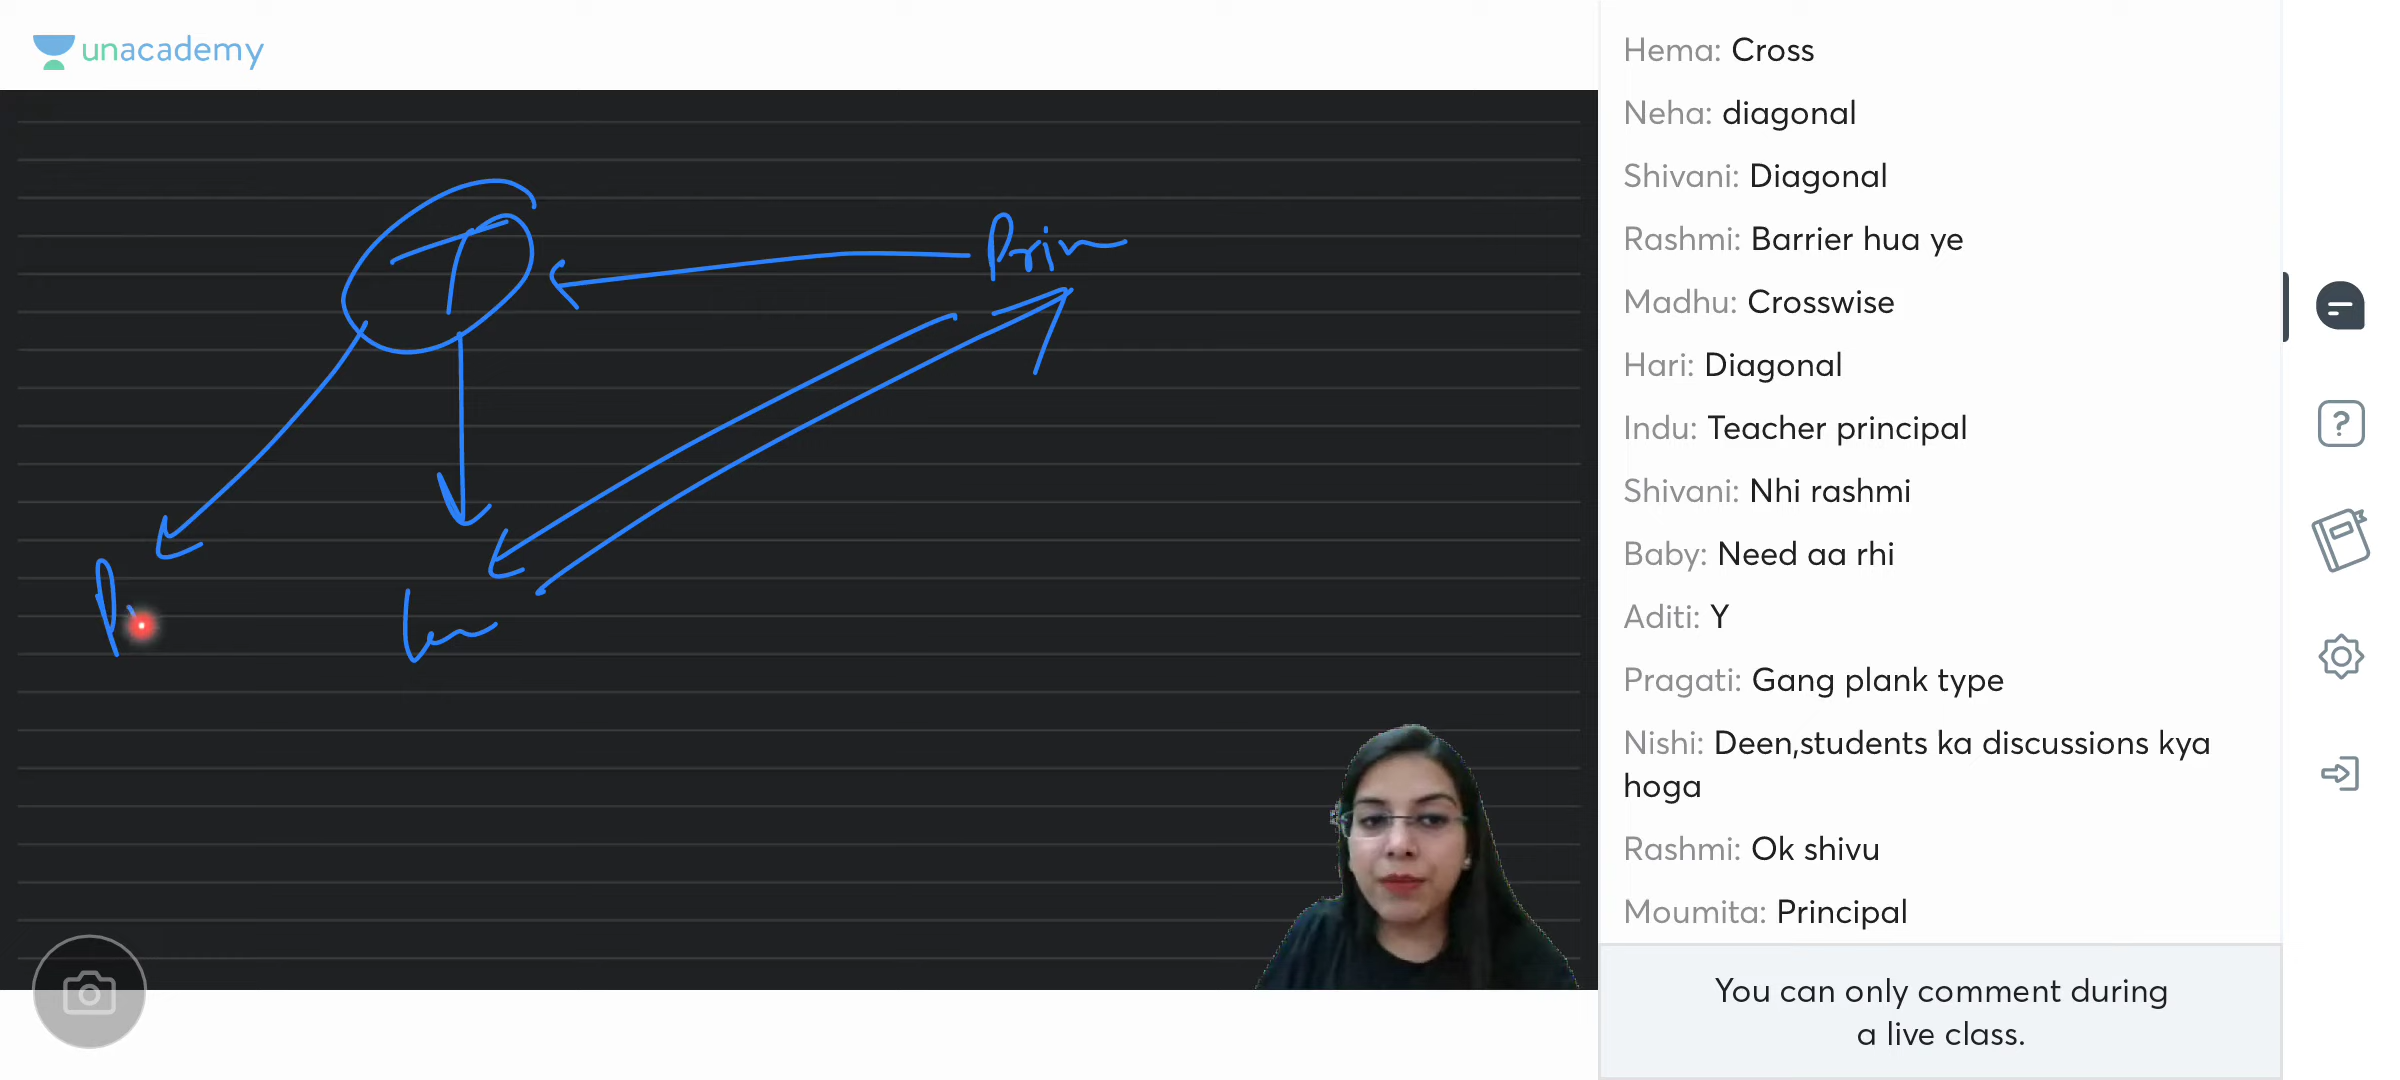 unacademy
T
Prin
Hema: Cross
Neha: diagonal
Shivani: Diagonal
Rashmi: Barrier hua ye
Madhu: Crosswise
Hari: Diagonal
Indu: Teacher principal
Shivani: Nhi rashmi
Baby: Need aa rhi
Aditi: Y
Pragati: Gang plank type
Nishi: Deen,students ka discussions kya
hoga
Rashmi: Ok shivu
Moumita: Principal
You can only comment during
a live class.